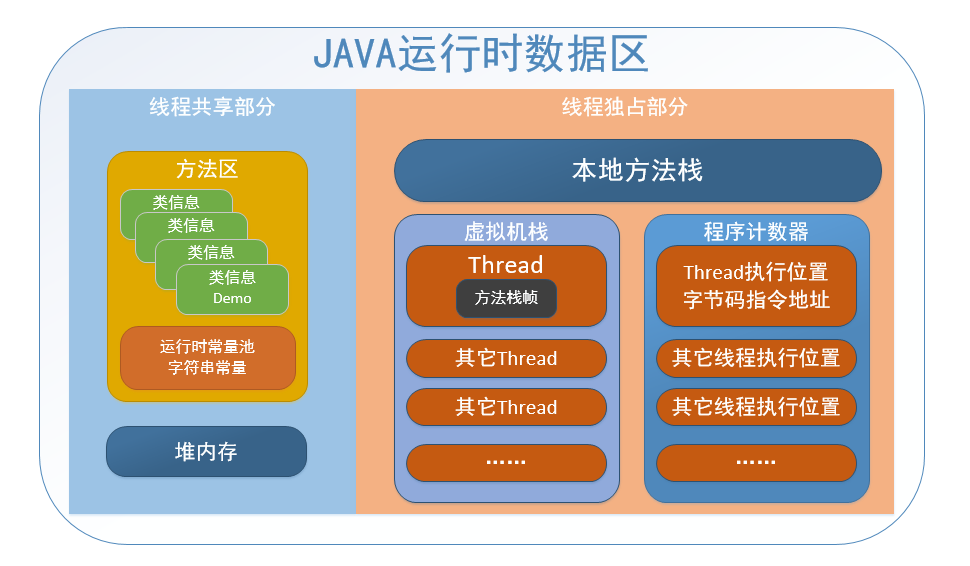 JAVA运行时数据区
线程共享部分
方法区
类信息
类信息
类信息
类信息
Demo
运行时常量池
字符串常量
堆内存
线程独占部分
本地方法栈
虚拟机栈
Thread
方法栈帧
其它Thread
其它Thread
……
程序计数器
Thread执行位置
字节码指令地址
其它线程执行位置
其它线程执行位置
……